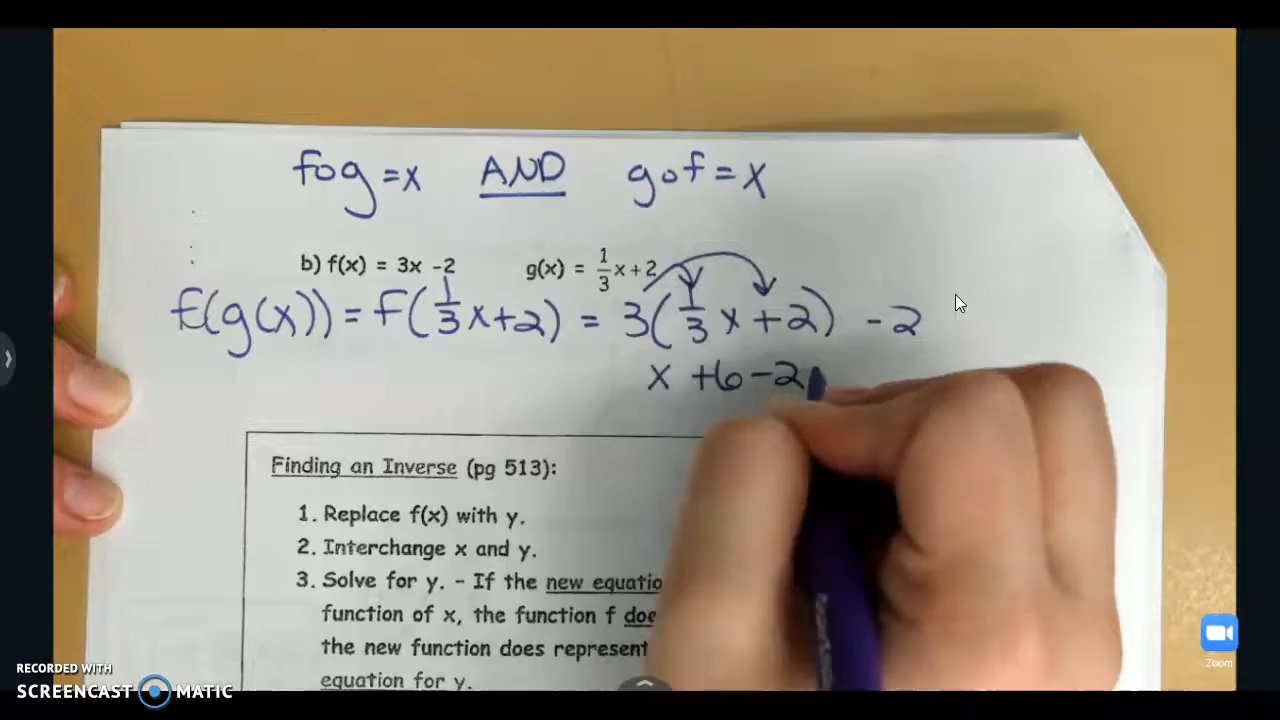 fog = x AND gof = x
b) f(x) = 3x - 2 g(x) = 1/3 x + 2
f(g(x)) = f(1/3 x + 2) = 3(1/3 x + 2) - 2
x + 6 - 2
Finding an Inverse (pg 513):
1. Replace f(x) with y.
2. Interchange x and y.
3. Solve for y. - If the new equatio
function of x, the function f doe
the new function does represent
equation for y.
Zoom
RECORDED WITH
SCREENCAST MATIC